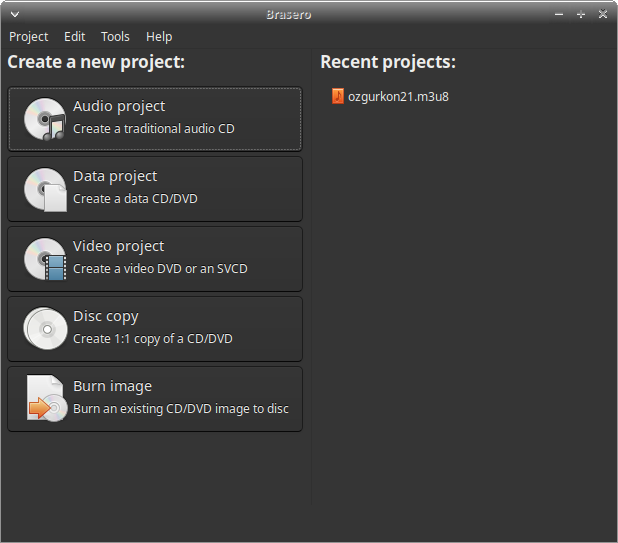 Brasero
Project Edit Tools Help
Create a new project:
Audio project
Create a traditional audio CD
Data project
Create a data CD/DVD
Video project
Create a video DVD or an SVCD
Disc copy
Create 1:1 copy of a CD/DVD
Burn image
Burn an existing CD/DVD image to disc
Recent projects:
ozgurkon21.m3u8